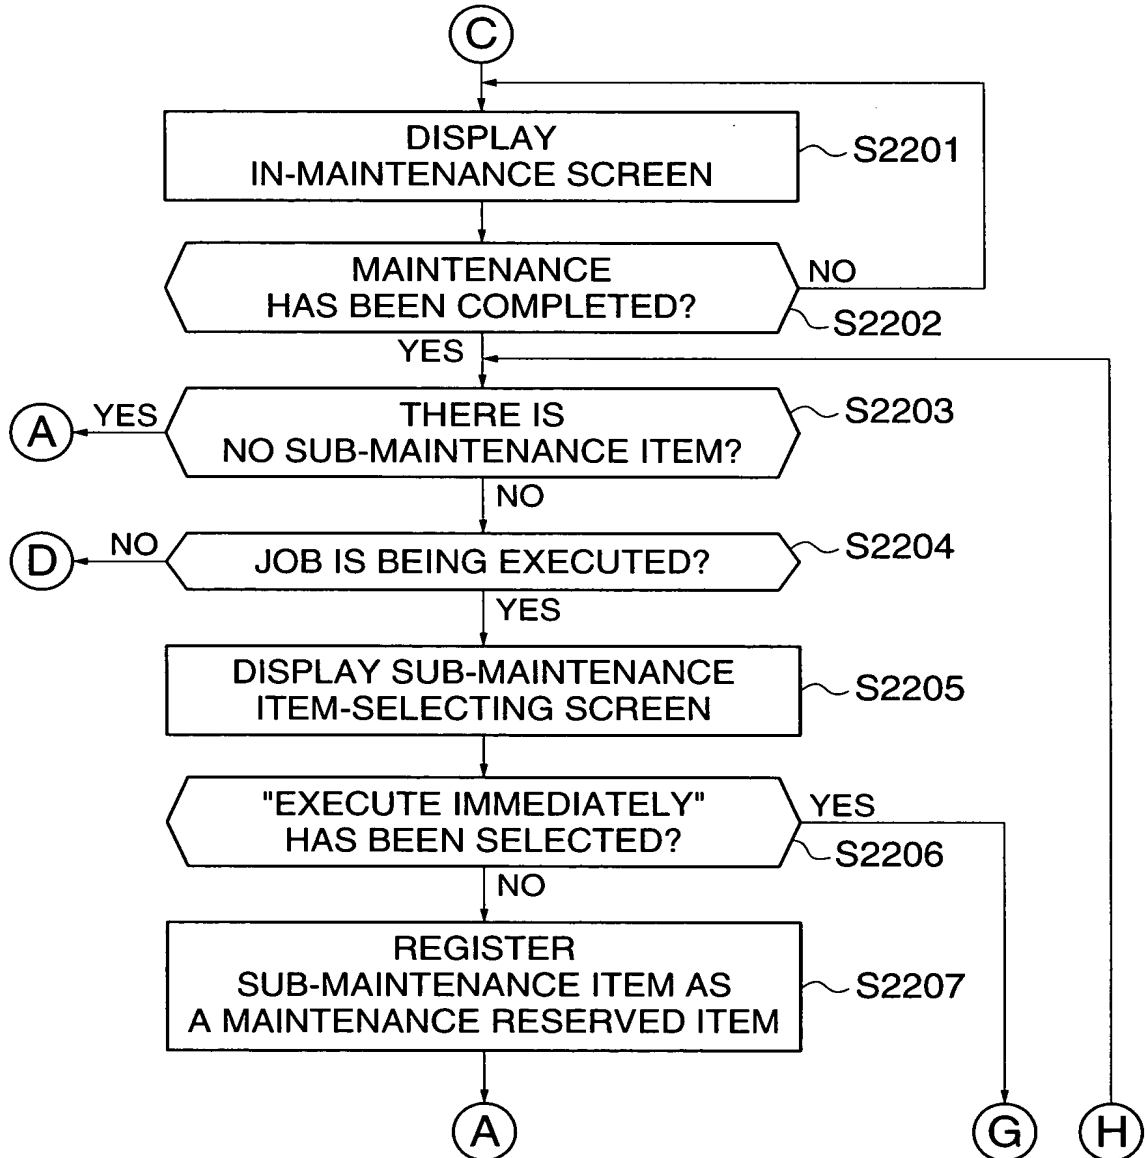 C
DISPLAY
IN-MAINTENANCE SCREEN
S2201
MAINTENANCE
HAS BEEN COMPLETED?
NO
S2202
YES
THERE IS
NO SUB-MAINTENANCE ITEM?
S2203
YES
A
NO
JOB IS BEING EXECUTED?
S2204
NO
D
YES
DISPLAY SUB-MAINTENANCE
ITEM-SELECTING SCREEN
S2205
"EXECUTE IMMEDIATELY"
HAS BEEN SELECTED?
YES
S2206
NO
REGISTER
SUB-MAINTENANCE ITEM AS
A MAINTENANCE RESERVED ITEM
S2207
A
G
H